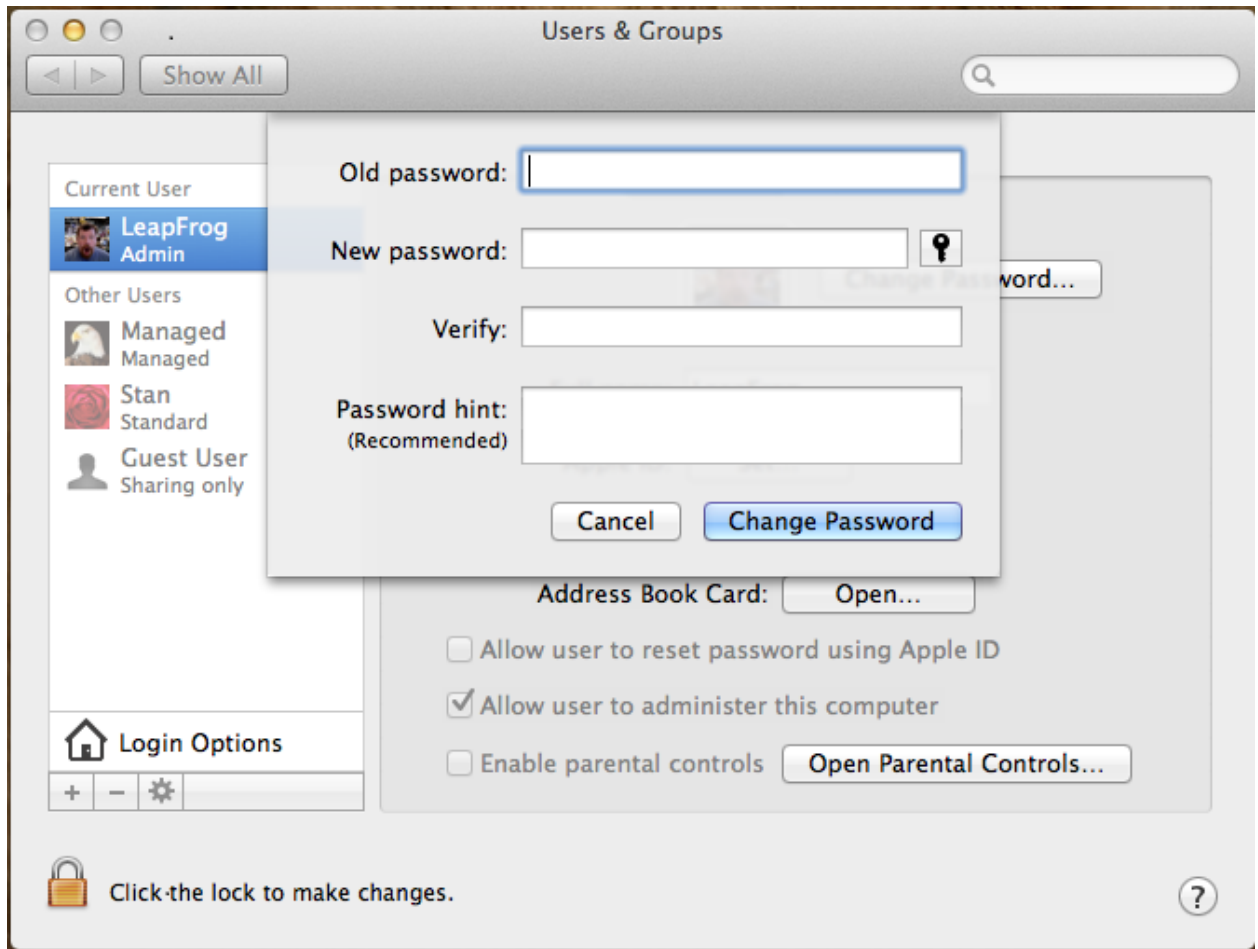 Users & Groups
Show All
Old password:
Current User
LeapFrog
Admin
New password:
Change Password...
Other Users
Managed
Managed
Verify:
Stan
Standard
Password hint:
(Recommended)
Guest User
Sharing only
Cancel
Change Password
Address Book Card:
Open...
Allow user to reset password using Apple ID
Allow user to administer this computer
Login Options
Enable parental controls
Open Parental Controls...
+
−
Click the lock to make changes.
?